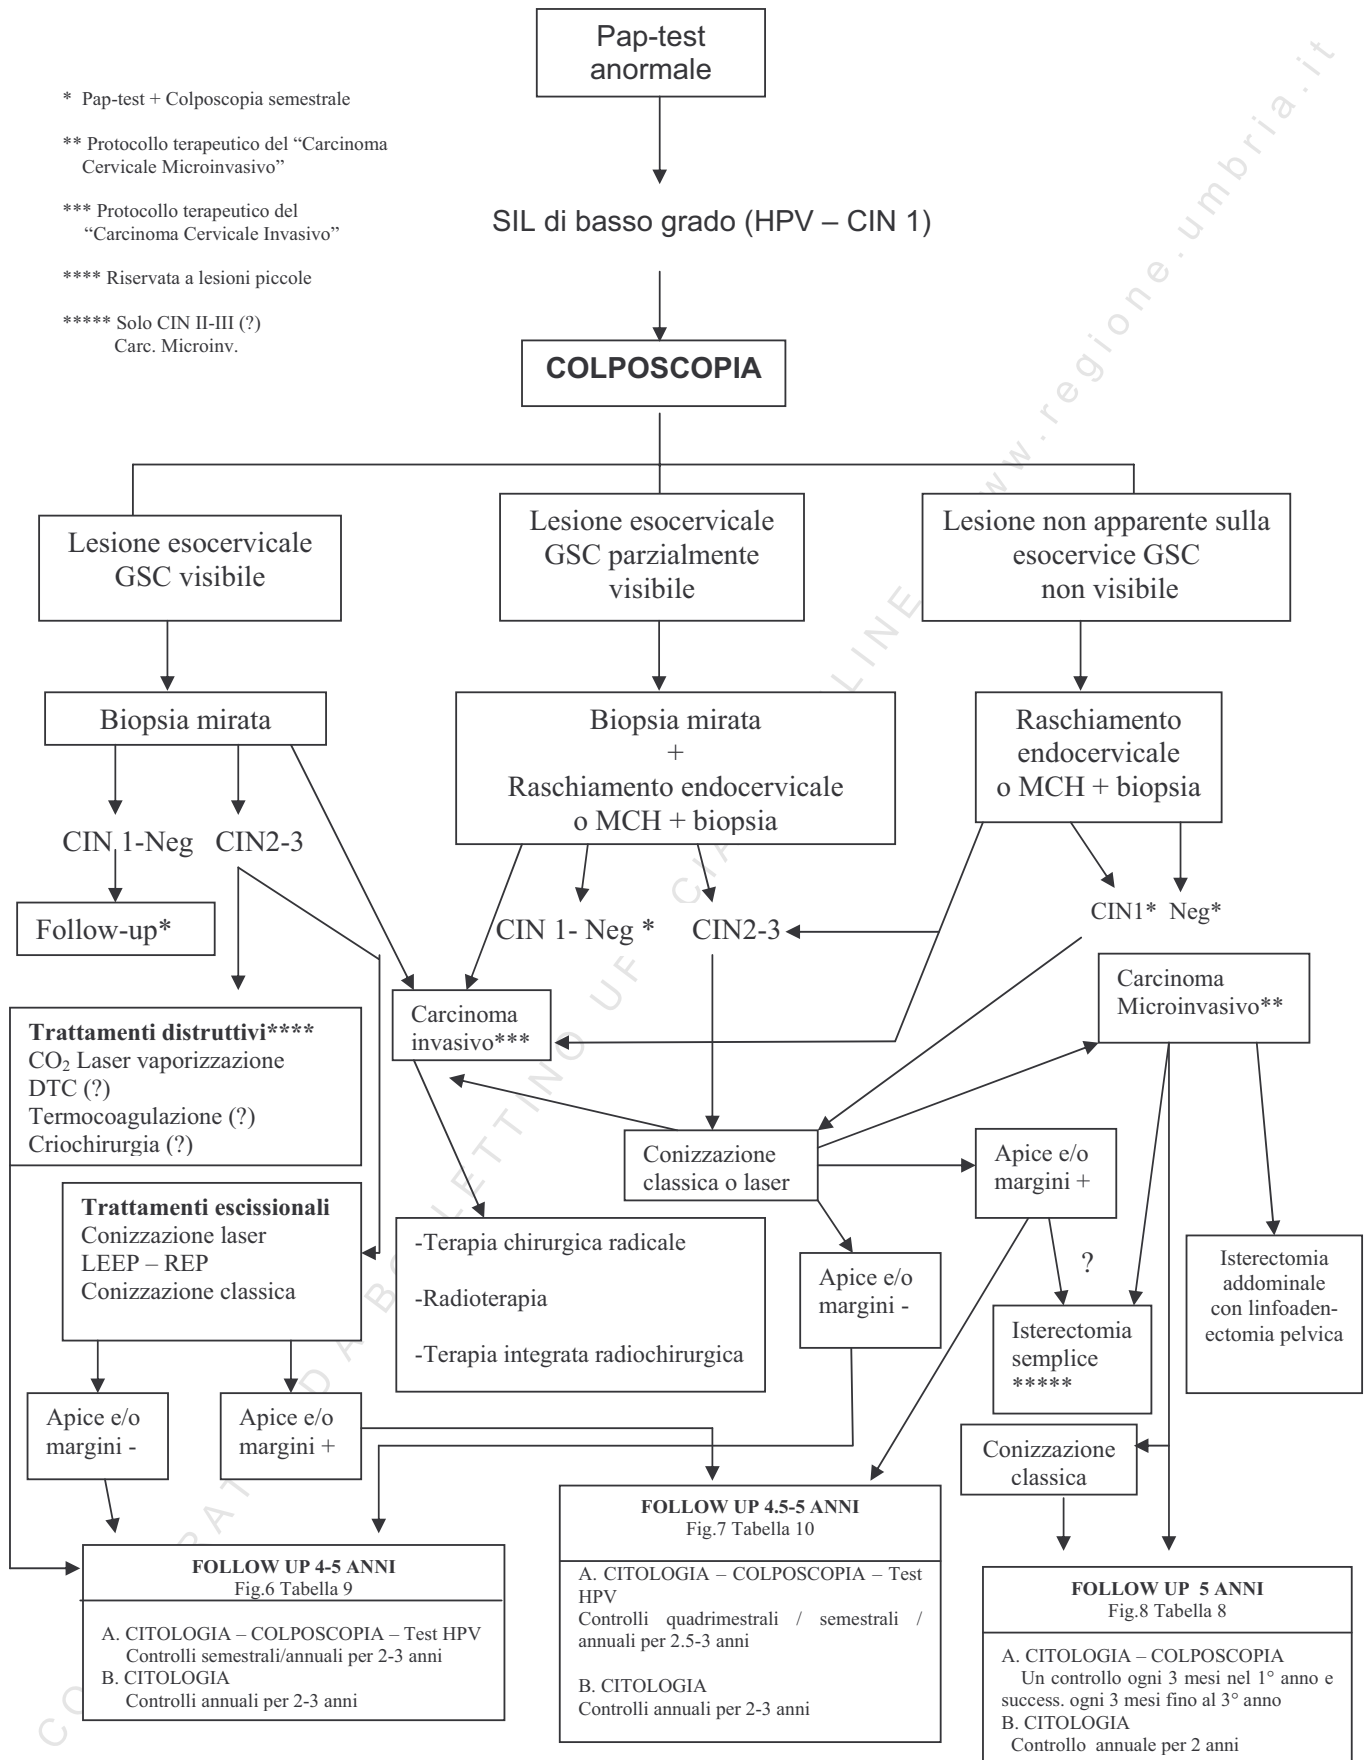 Pap-test
anormale
* Pap-test + Colposcopia semestrale
** Protocollo terapeutico del “Carcinoma
Cervicale Microinvasivo”
*** Protocollo terapeutico del
“Carcinoma Cervicale Invasivo”
**** Riservata a lesioni piccole
***** Solo CIN II-III (?)
Carc. Microinv.
SIL di basso grado (HPV – CIN 1)
COLPOSCOPIA
Lesione esocervicale
GSC visibile
Lesione esocervicale
GSC parzialmente
visibile
Lesione non apparente sulla
esocervice GSC
non visibile
Biopsia mirata
Biopsia mirata
+
Raschiamento endocervicale
o MCH + biopsia
Raschiamento
endocervicale
o MCH + biopsia
CIN 1-Neg CIN2-3
Follow-up*
CIN 1- Neg * CIN2-3
CIN1* Neg*
Carcinoma
invasivo***
Carcinoma
Microinvasivo**
Trattamenti distruttivi****
CO₂ Laser vaporizzazione
DTC (?)
Termocoagulazione (?)
Criochirurgia (?)
Conizzazione
classica o laser
Apice e/o
margini +
Trattamenti escissionali
Conizzazione laser
LEEP – REP
Conizzazione classica
-Terapia chirurgica radicale
-Radioterapia
-Terapia integrata radiochirurgica
Apice e/o
margini -
?
Isterectomia
semplice
*****
Isterectomia
addominale
con linfoaden-
ectomia pelvica
Apice e/o
margini -
Apice e/o
margini +
Conizzazione
classica
FOLLOW UP 4-5 ANNI
Fig.6 Tabella 9
A. CITOLOGIA – COLPOSCOPIA – Test HPV
Controlli semestrali/annuali per 2-3 anni
B. CITOLOGIA
Controlli annuali per 2-3 anni
FOLLOW UP 4.5-5 ANNI
Fig.7 Tabella 10
A. CITOLOGIA – COLPOSCOPIA – Test
HPV
Controlli quadrimestrali / semestrali /
annuali per 2.5-3 anni
B. CITOLOGIA
Controlli annuali per 2-3 anni
FOLLOW UP 5 ANNI
Fig.8 Tabella 8
A. CITOLOGIA – COLPOSCOPIA
Un controllo ogni 3 mesi nel 1° anno e
success. ogni 3 mesi fino al 3° anno
B. CITOLOGIA
Controllo annuale per 2 anni
LINE
w.regione.umbria.it